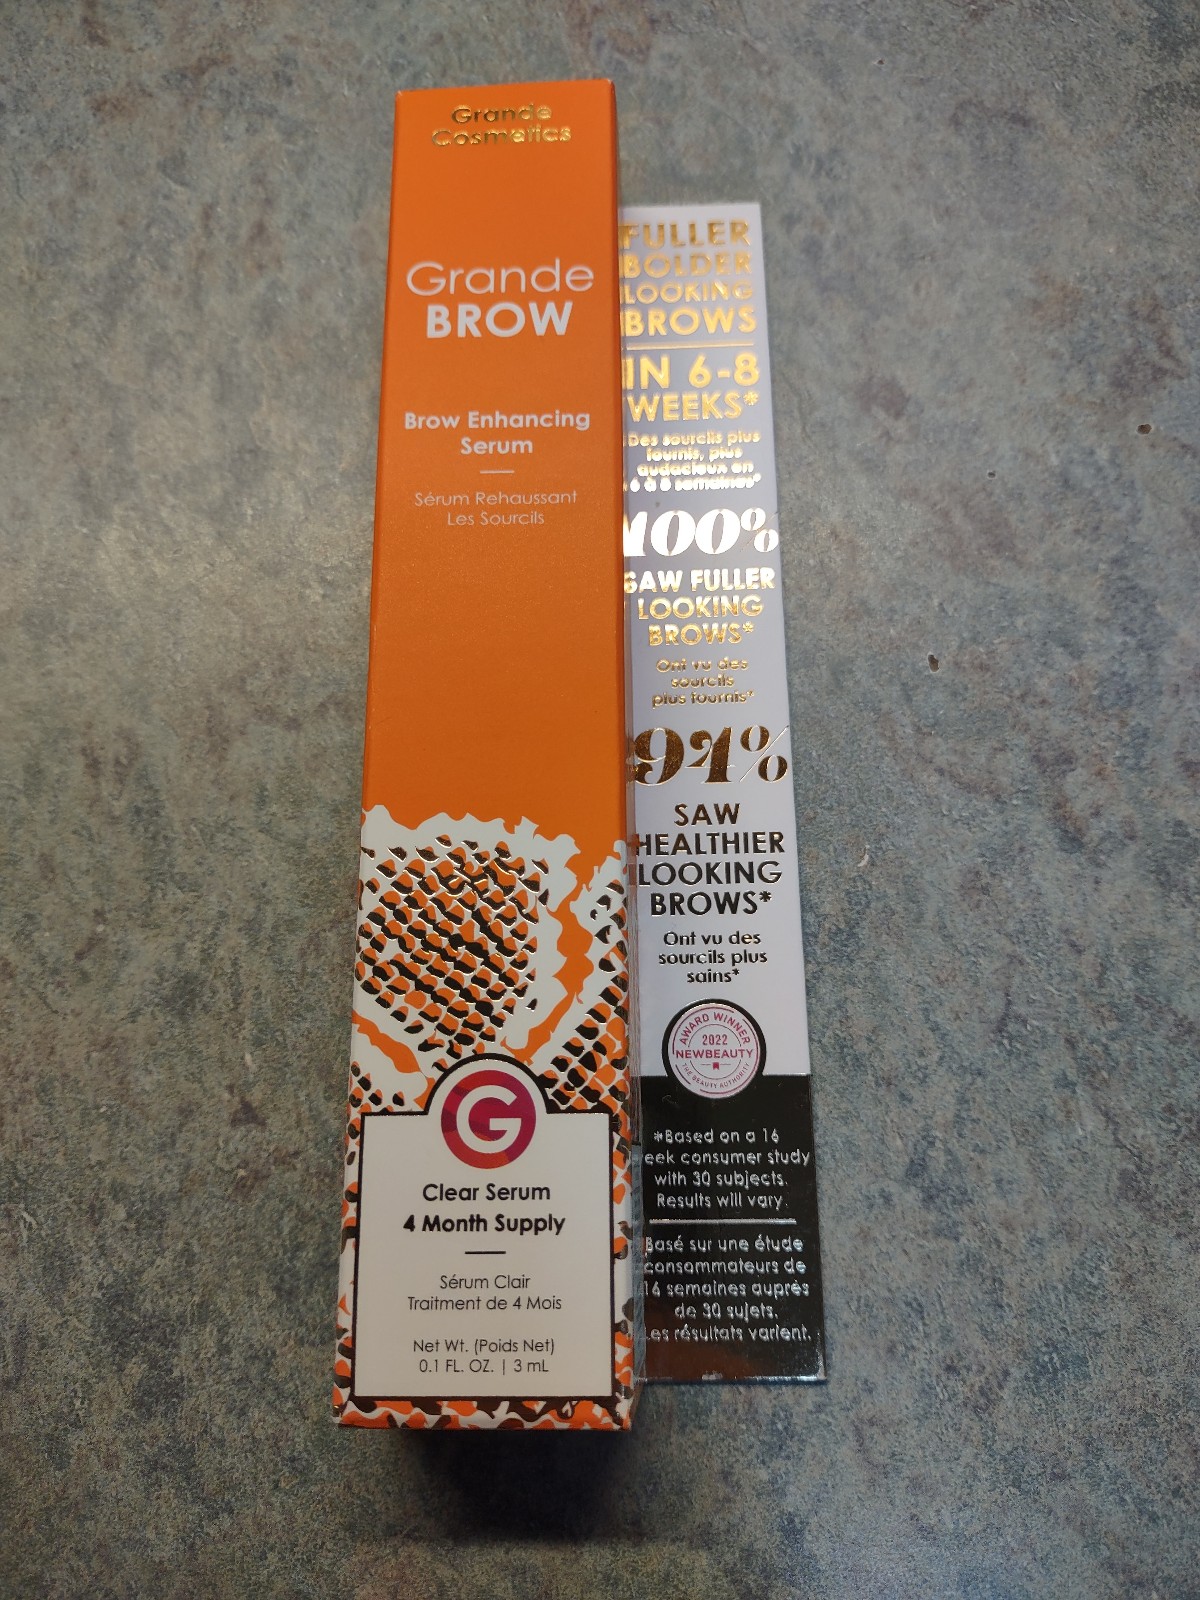 Grande
Cosmetics
Grande
BROW
Brow Enhancing
Serum
Sérum Rehaussant
Les Sourcils
G
Clear Serum
4 Month Supply
Sérum Clair
Traitment de 4 Mois
Net Wt. (Poids Net)
0.1 FL. OZ. | 3 mL
FULLER
BOLDER
LOOKING
BROWS
IN 6-8
WEEKS*
Des sourcils plus
fournis, plus
audacieux en
6 à 8 semaines*
100%
SAW FULLER
LOOKING
BROWS*
Ont vu des
sourcils
plus fournis*
94%
SAW
HEALTHIER
LOOKING
BROWS*
Ont vu des
sourcils plus
sains*
AWARD WINNER
2022
NEWBEAUTY
THE BEAUTY AUTHORITY
*Based on a 16
eek consumer study
with 30 subjects.
Results will vary.
Basé sur une étude
consommateurs de
16 semaines auprès
de 30 sujets.
Les résultats varient.